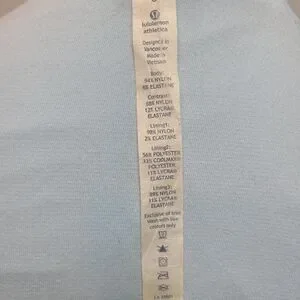 lululemon
athletica
Designed in
Vancouver
Made in
Vietnam
Body:
94% NYLON
6% ELASTANE
Contrast:
88% NYLON
12% LYCRA®
ELASTANE
Lining1:
98% NYLON
2% ELASTANE
Lining2:
56% POLYESTER
33% COOLMAX®
POLYESTER
11% LYCRA®
ELASTANE
Lining3:
89% NYLON
11% LYCRA®
ELASTANE
Exclusive of trim
wash with like
colours only